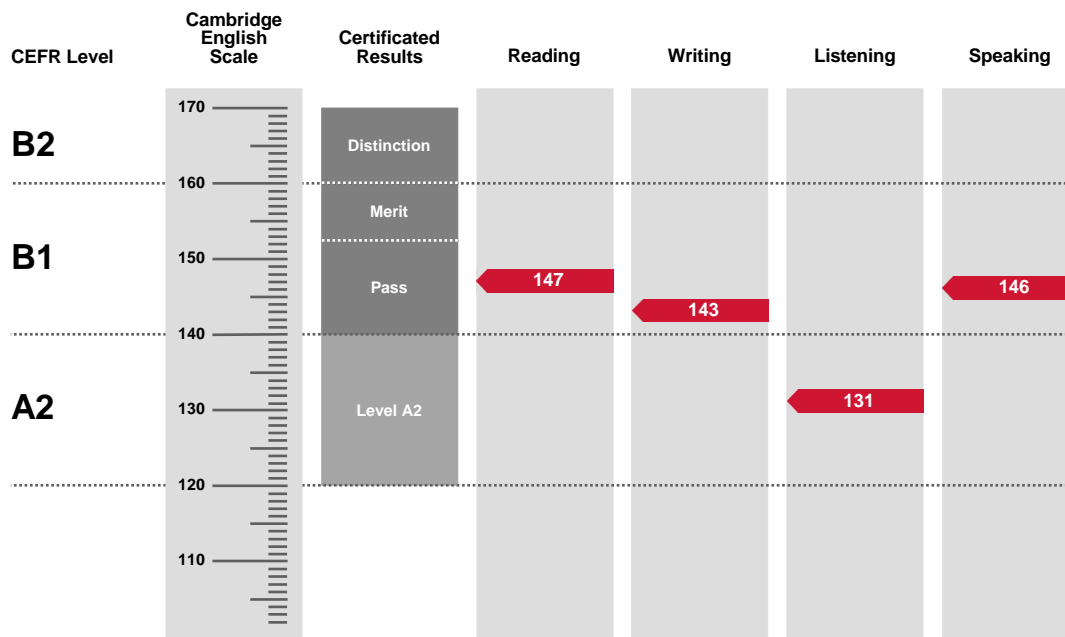 CEFR Level
Cambridge
English
Scale
Certificated
Results
Reading
Writing
Listening
Speaking
170
B2
Distinction
160
Merit
B1
150
Pass
147
146
143
140
A2
Level A2
131
130
120
110